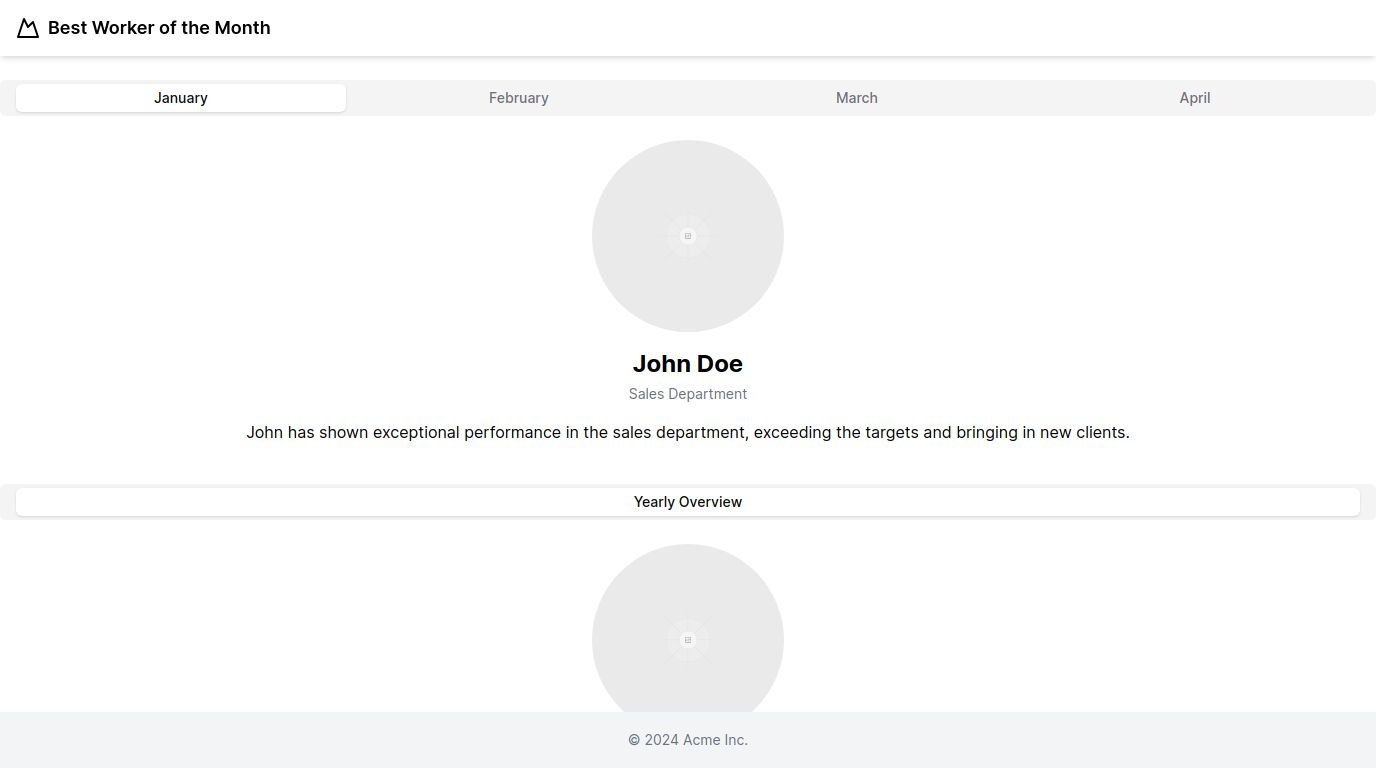 Best Worker of the Month
January February March April
John Doe
Sales Department
John has shown exceptional performance in the sales department, exceeding the targets and bringing in new clients.
Yearly Overview
© 2024 Acme Inc.